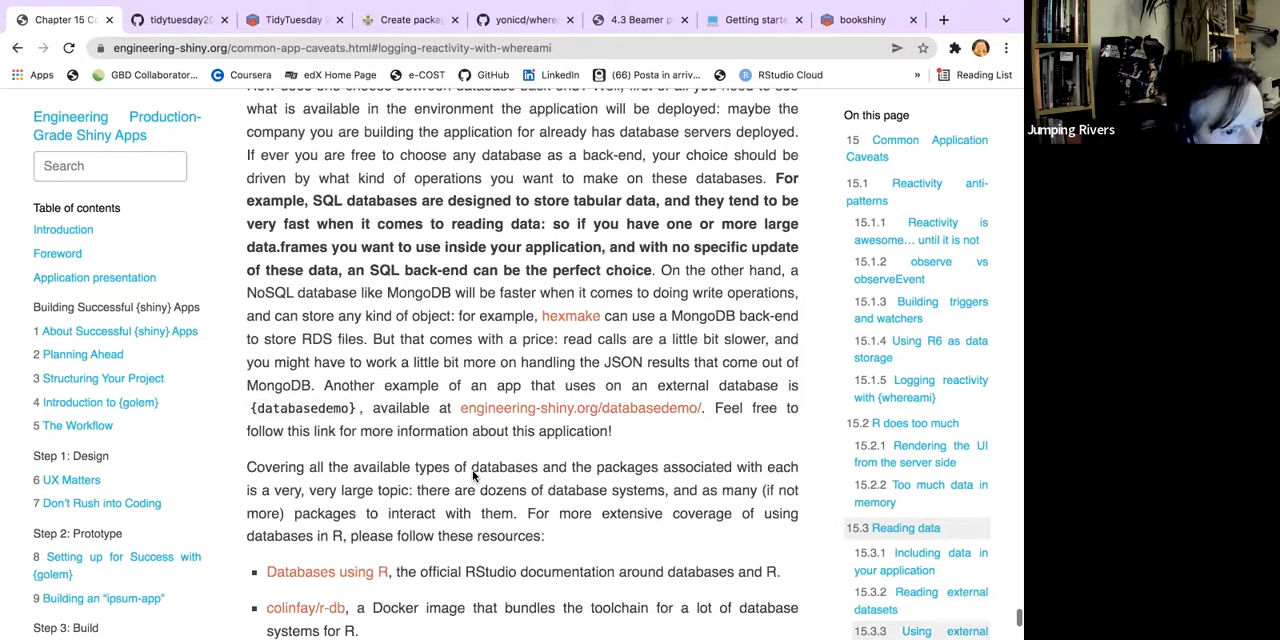 Chapter 15 C
tidytuesday20
TidyTuesday
Create packag
yonicd/where
4.3 Beamer p
Getting starte
bookshiny
engineering-shiny.org/common-app-caveats.html#logging-reactivity-with-whereami
Apps
GBD Collaborator...
Coursera
edX Home Page
e-COST
GitHub
LinkedIn
(66) Posta in arriv...
RStudio Cloud
»
Reading List
Engineering Production-
Grade Shiny Apps
Search
Table of contents
Introduction
Foreword
Application presentation
Building Successful {shiny} Apps
1 About Successful {shiny} Apps
2 Planning Ahead
3 Structuring Your Project
4 Introduction to {golem}
5 The Workflow
Step 1: Design
6 UX Matters
7 Don't Rush into Coding
Step 2: Prototype
8 Setting up for Success with
{golem}
9 Building an "ipsum-app"
Step 3: Build
what is available in the environment the application will be deployed: maybe the
company you are building the application for already has database servers deployed.
If ever you are free to choose any database as a back-end, your choice should be
driven by what kind of operations you want to make on these databases. For
example, SQL databases are designed to store tabular data, and they tend to be
very fast when it comes to reading data: so if you have one or more large
data.frames you want to use inside your application, and with no specific update
of these data, an SQL back-end can be the perfect choice. On the other hand, a
NoSQL database like MongoDB will be faster when it comes to doing write operations,
and can store any kind of object: for example, hexmake can use a MongoDB back-end
to store RDS files. But that comes with a price: read calls are a little bit slower, and
you might have to work a little bit more on handling the JSON results that come out of
MongoDB. Another example of an app that uses on an external database is
{databasedemo}, available at engineering-shiny.org/databasedemo/. Feel free to
follow this link for more information about this application!
Covering all the available types of databases and the packages associated with each
is a very, very large topic: there are dozens of database systems, and as many (if not
more) packages to interact with them. For more extensive coverage of using
databases in R, please follow these resources:
Databases using R, the official RStudio documentation around databases and R.
colinfay/r-db, a Docker image that bundles the toolchain for a lot of database
systems for R.
On this page
15 Common Application
Caveats
15.1 Reactivity anti-
patterns
15.1.1 Reactivity is
awesome... until it is not
15.1.2 observe vs
observeEvent
15.1.3 Building triggers
and watchers
15.1.4 Using R6 as data
storage
15.1.5 Logging reactivity
with {whereami}
15.2 R does too much
15.2.1 Rendering the UI
from the server side
15.2.2 Too much data in
memory
15.3 Reading data
15.3.1 Including data in
your application
15.3.2 Reading external
datasets
15.3.3 Using external
Jumping Rivers